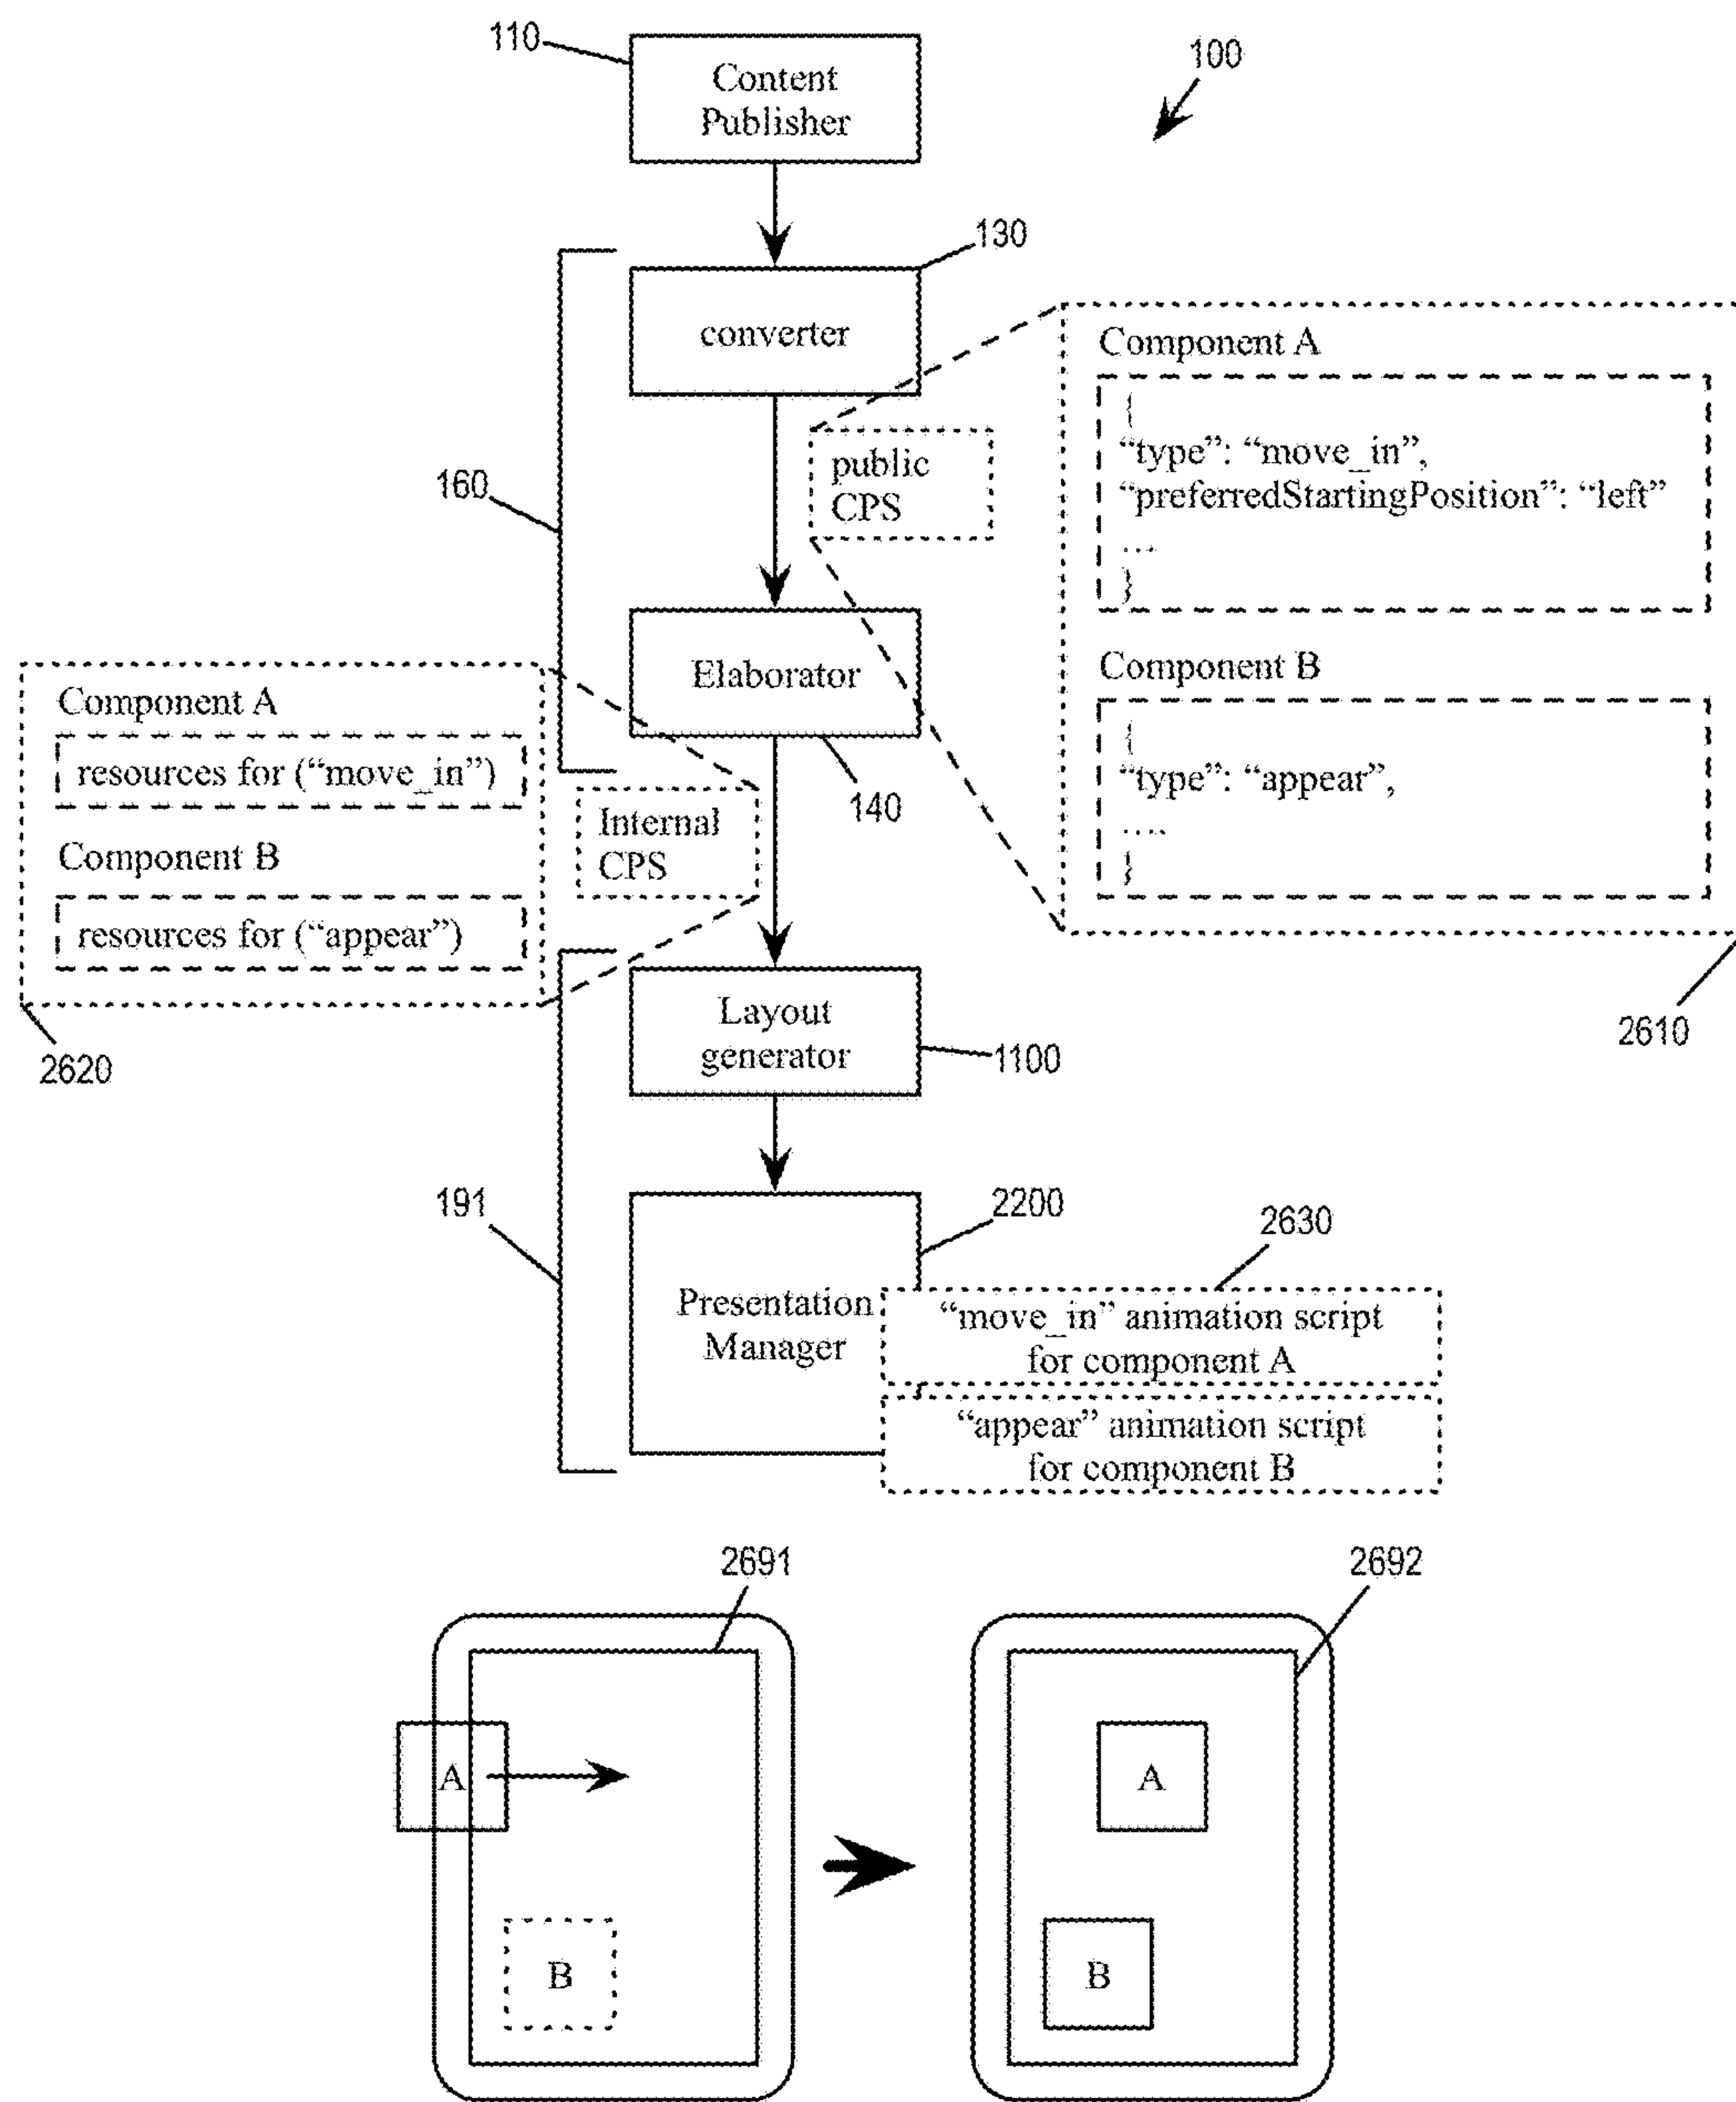 110
Content
Publisher
100
130
converter
Component A
{
“type”: “move_in”,
“preferredStartingPosition”: “left”
....
}
public
CPS
160
Component B
{
“type”: “appear”,
.....
}
Elaborator
140
Component A
resources for (“move_in”)
Component B
resources for (“appear”)
Internal
CPS
2620
2610
Layout
generator
1100
191
2200
2630
Presentation
Manager
“move_in” animation script
for component A
“appear” animation script
for component B
2691
2692
A
A
B
B